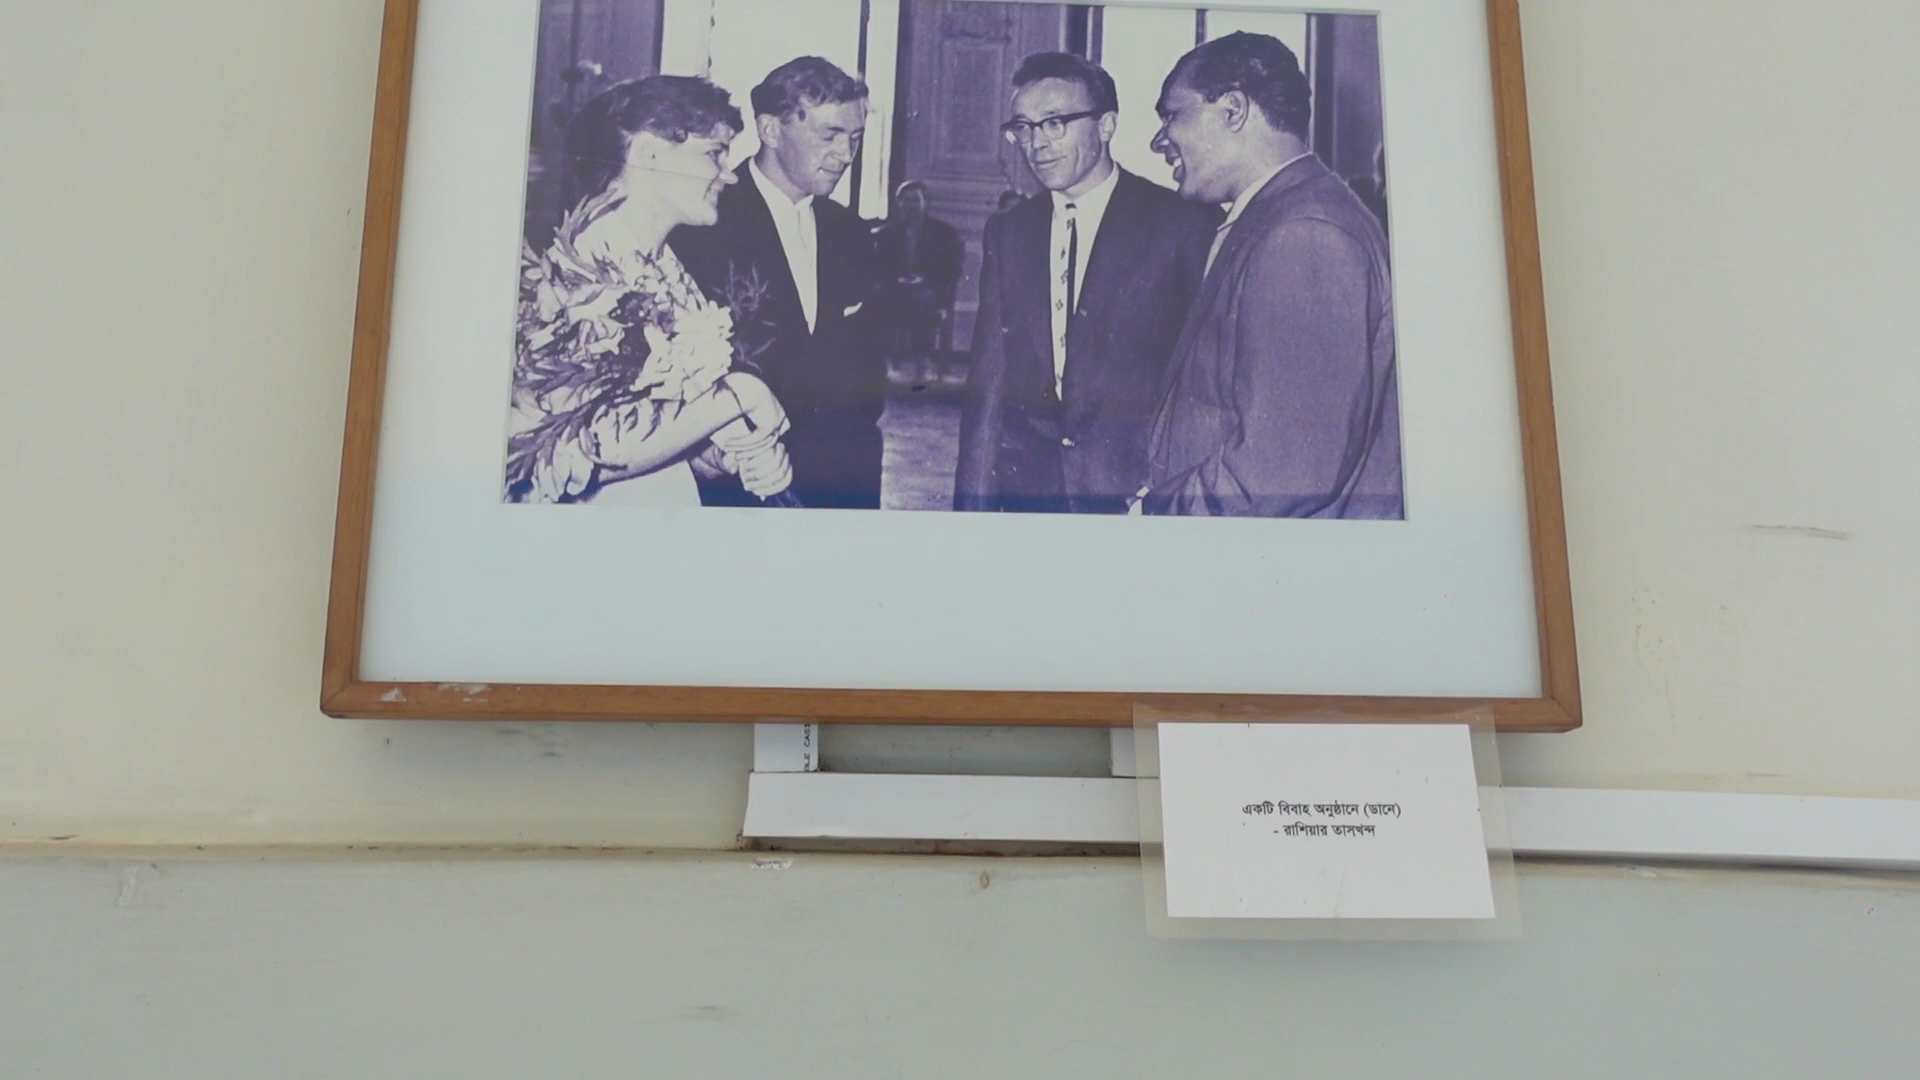 একটি বিবাহ অনুষ্ঠানে (ডানে)
- রাশিয়ার তাসখন্দ